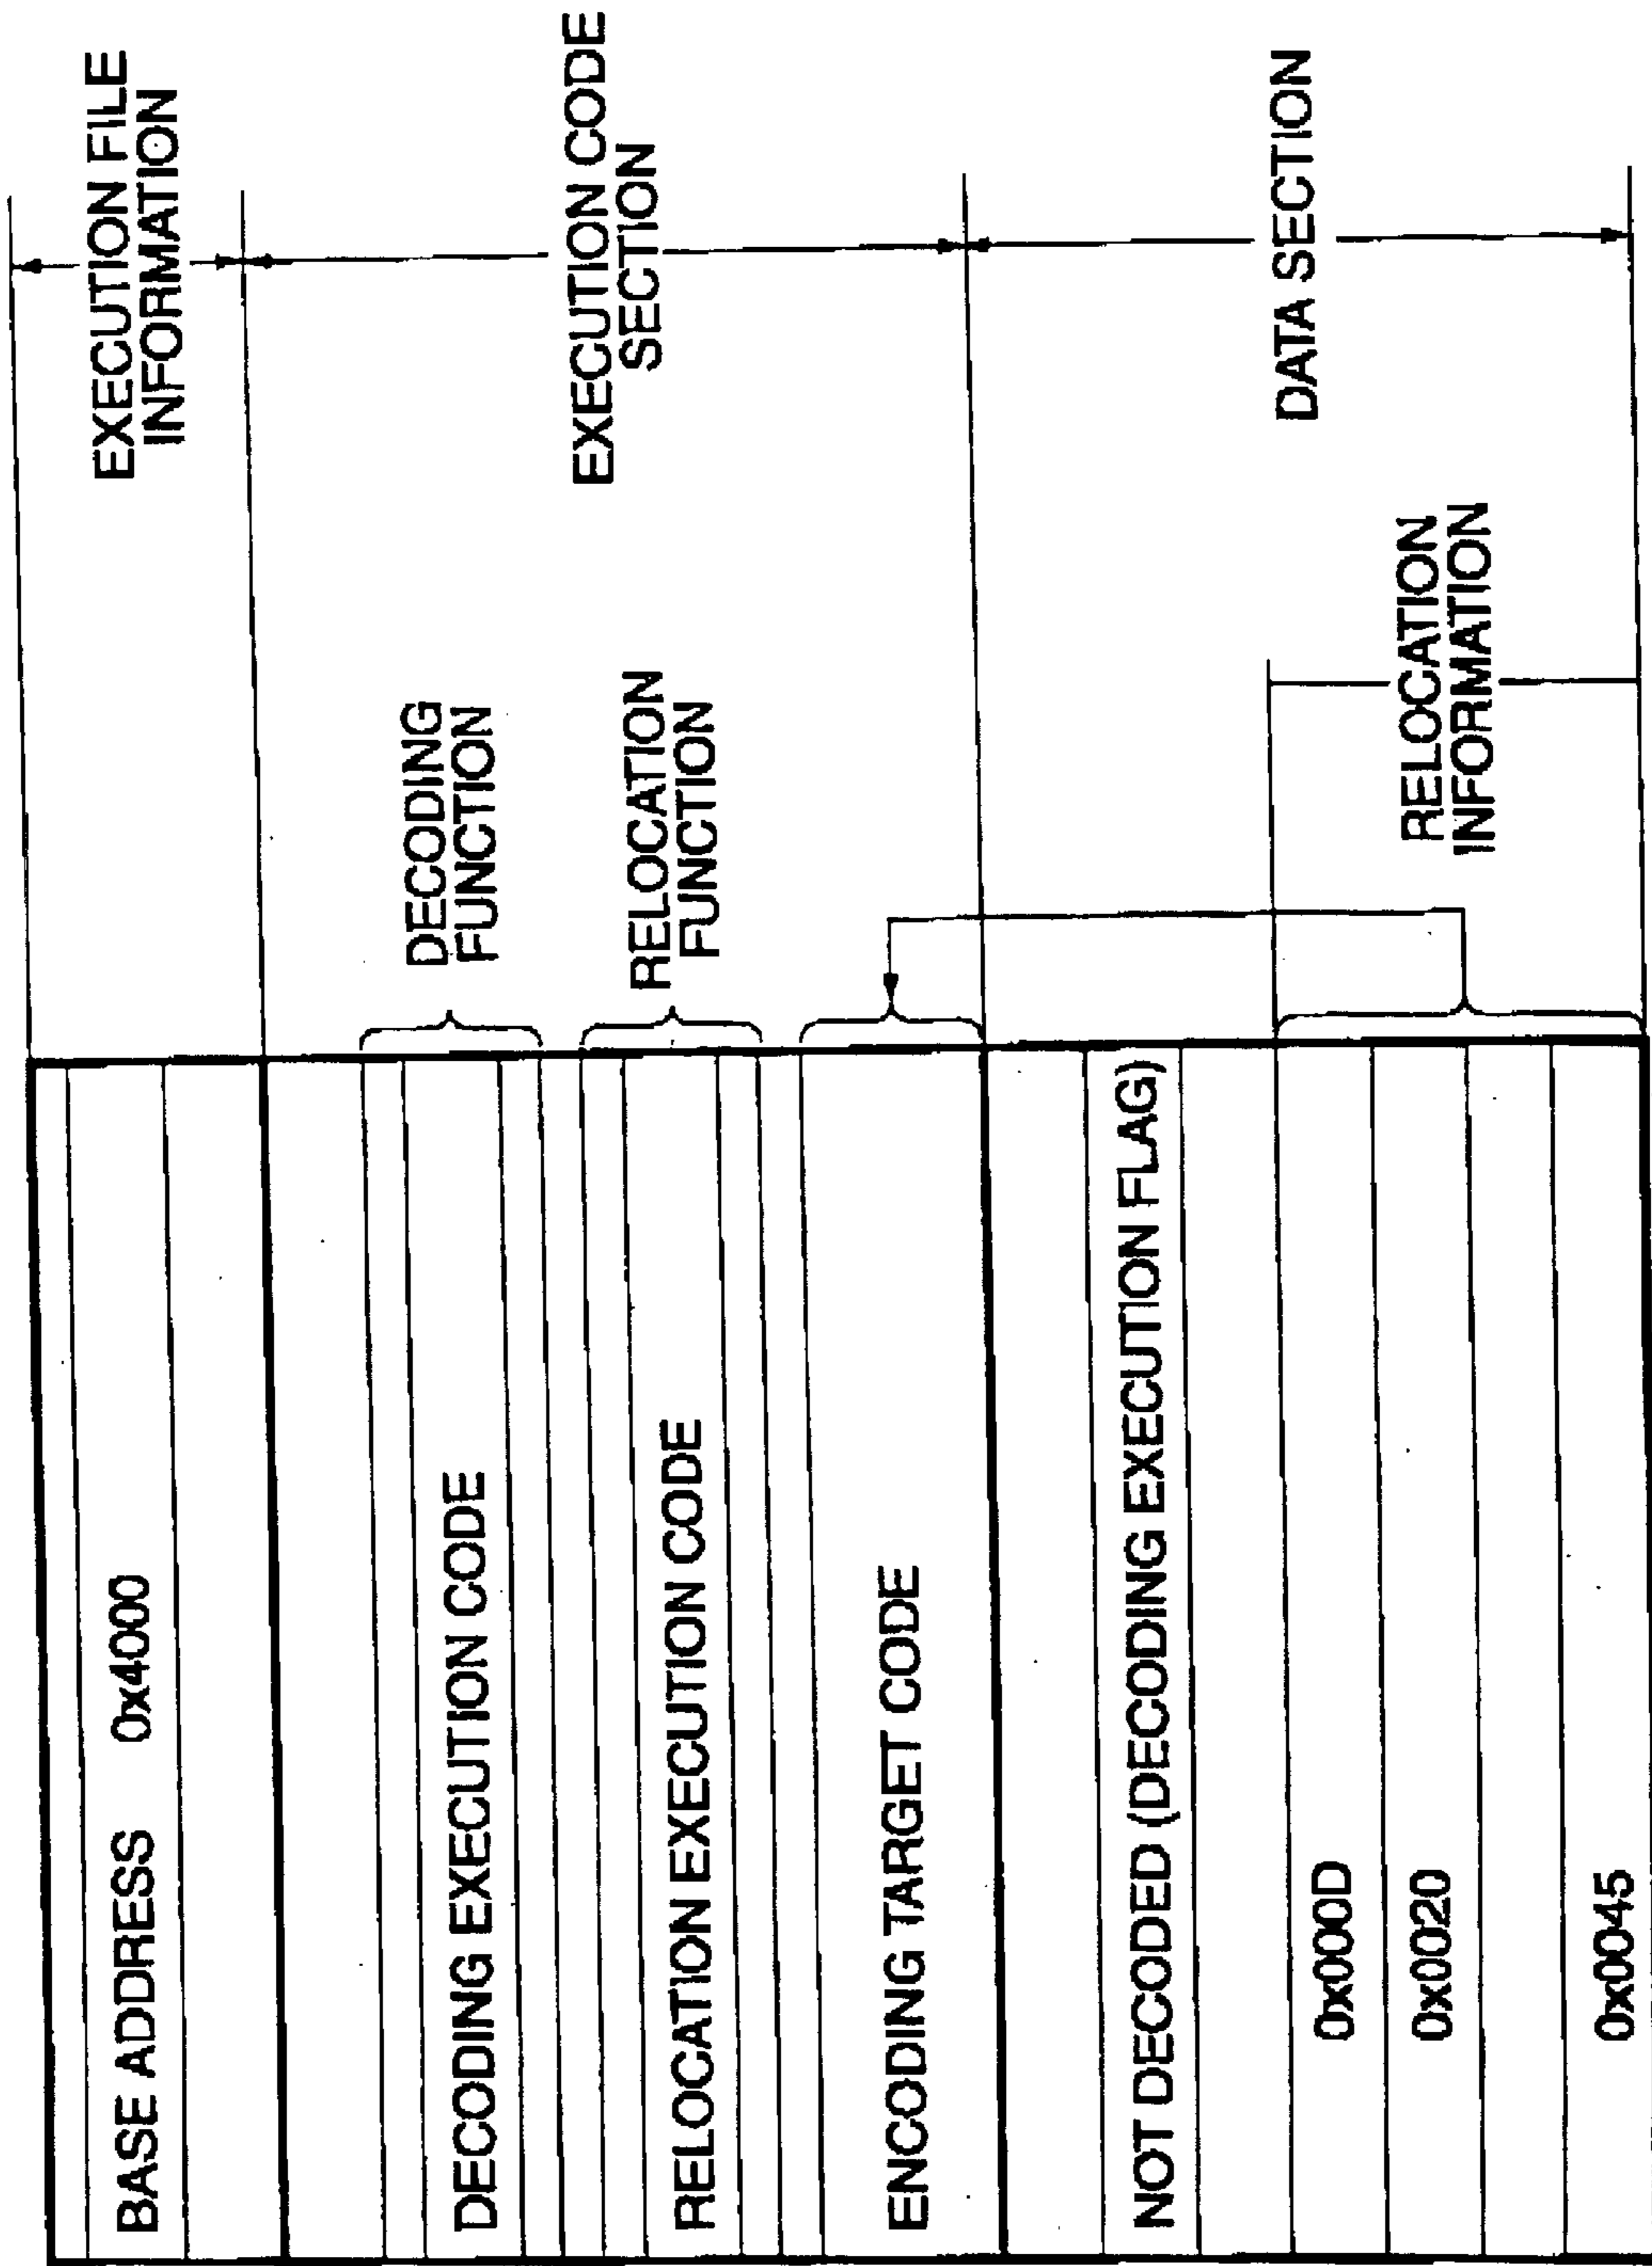 EXECUTION FILE
INFORMATION
BASE ADDRESS 0x4000
EXECUTION CODE
SECTION
DECODING
FUNCTION
DECODING EXECUTION CODE
RELOCATION
FUNCTION
RELOCATION EXECUTION CODE
ENCODING TARGET CODE
DATA SECTION
NOT DECODED (DECODING EXECUTION FLAG)
RELOCATION
INFORMATION
0x000D
0x0020
0x0045